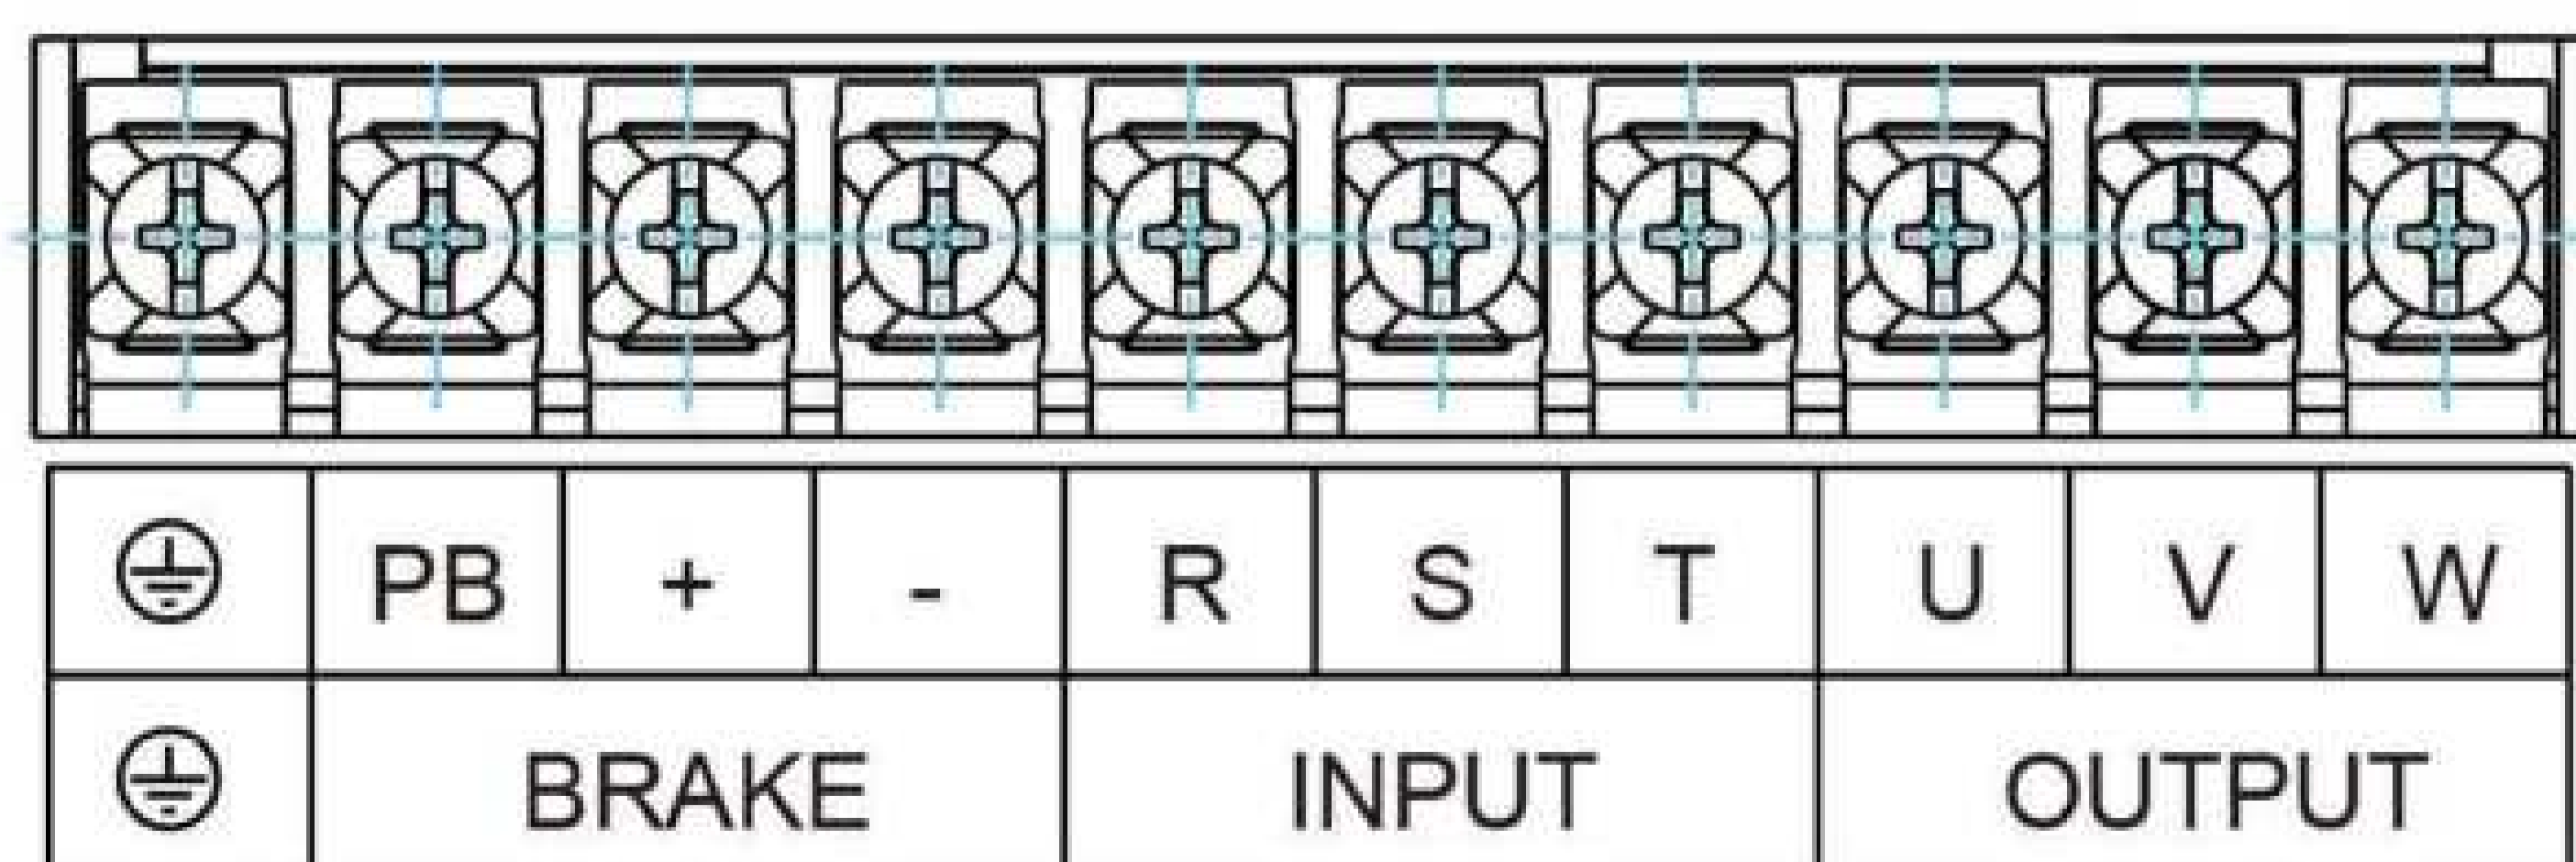 ⏚ PB + - R S T U V W
⏚ BRAKE INPUT OUTPUT